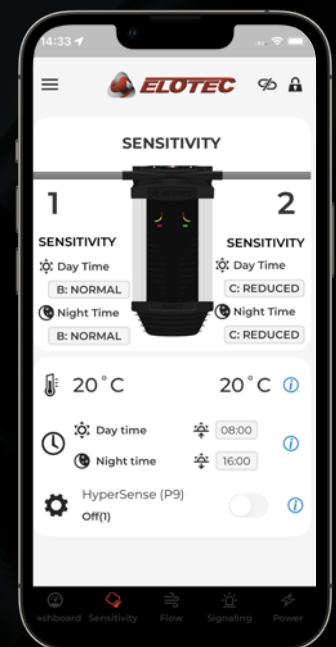 14:33
ELOTEC
SENSITIVITY
1
2
SENSITIVITY
SENSITIVITY
Day Time
Day Time
B: NORMAL
C: REDUCED
Night Time
Night Time
B: NORMAL
C: REDUCED
20°C
20°C
Day time
08:00
Night time
16:00
HyperSense (P9)
Off(1)
ashboard
Sensitivity
Flow
Signaling
Power